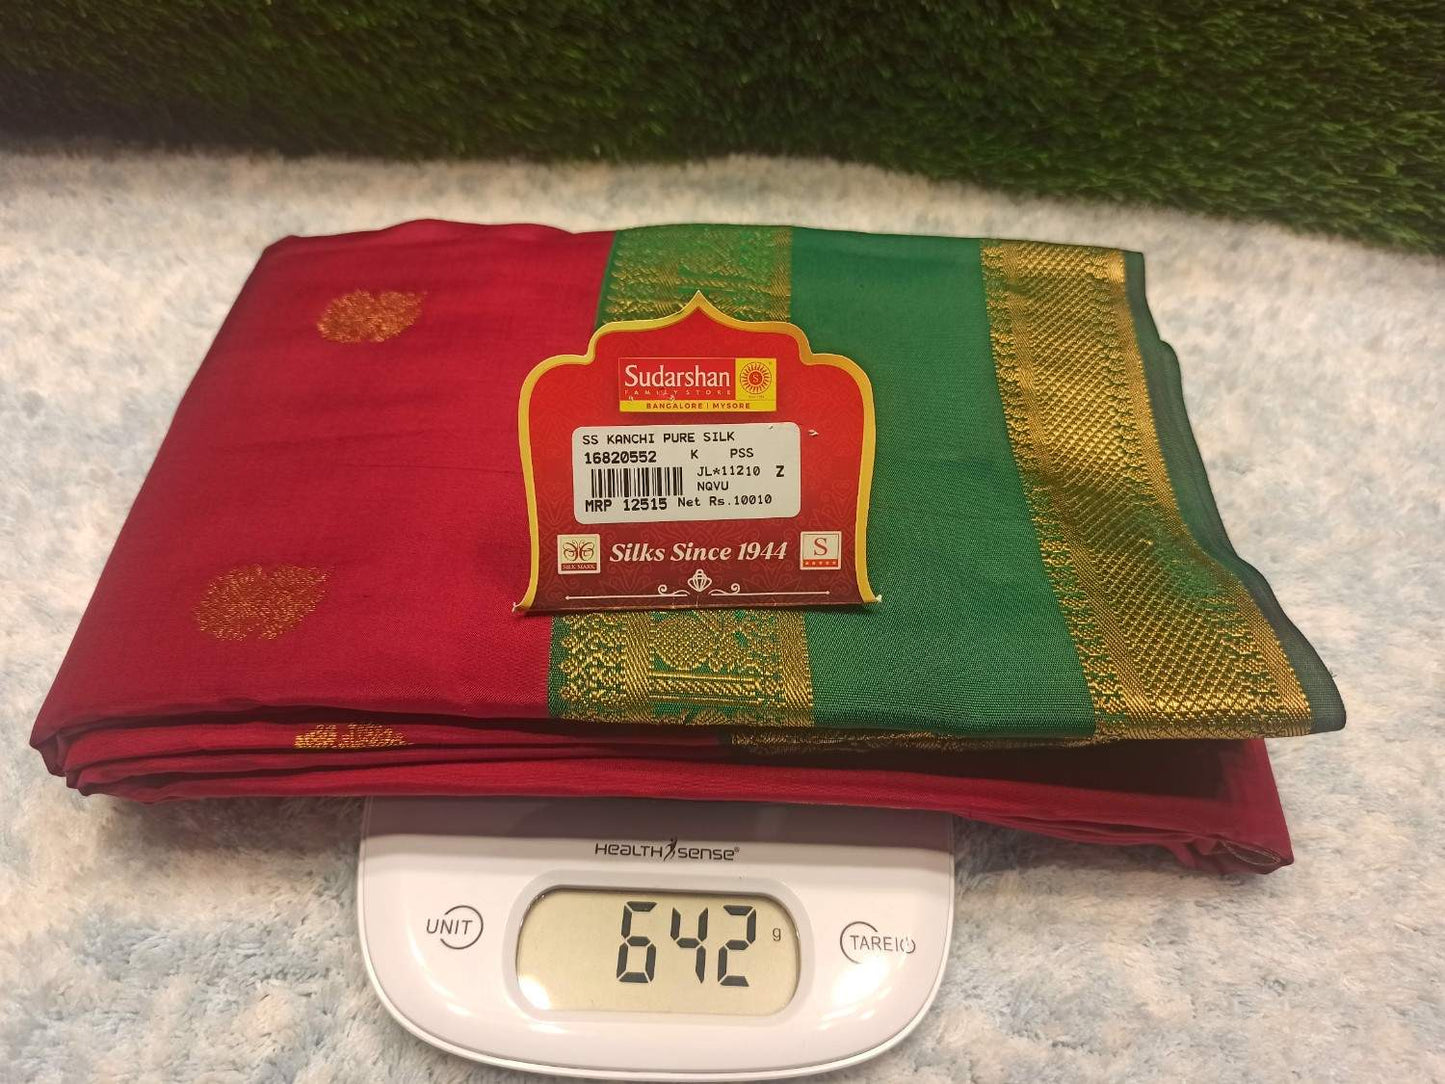 Sudarshan
FAMILY STORE
BANGALORE | MYSORE
SS KANCHI PURE SILK
16820552 K PSS
JL*11210 Z
NQVU
MRP 12515 Net Rs.10010
SILK MARK
Silks Since 1944
S
HEALTH SENSE®
UNIT
642 g
TARE